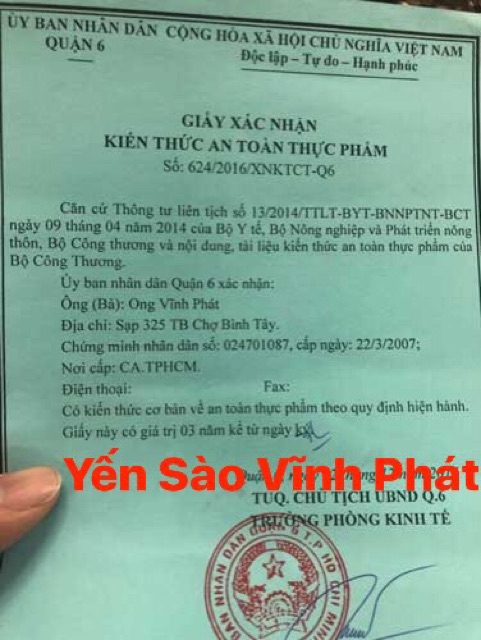 ỦY BAN NHÂN DÂN CỘNG HÒA XÃ HỘI CHỦ NGHĨA VIỆT NAM
QUẬN 6 Độc lập – Tự do – Hạnh phúc
GIẤY XÁC NHẬN
KIẾN THỨC AN TOÀN THỰC PHẨM
Số: 624/2016/XNKTCT-Q6
Căn cứ Thông tư liên tịch số 13/2014/TTLT-BYT-BNNPTNT-BCT
ngày 09 tháng 04 năm 2014 của Bộ Y tế, Bộ Nông nghiệp và Phát triển nông
thôn, Bộ Công thương và nội dung, tài liệu kiến thức an toàn thực phẩm của
Bộ Công Thương.
Ủy ban nhân dân Quận 6 xác nhận:
Ông (Bà): Ong Vĩnh Phát
Địa chỉ: Sạp 325 TB Chợ Bình Tây.
Chứng minh nhân dân số: 024701087, cấp ngày: 22/3/2007;
Nơi cấp: CA.TPHCM.
Điện thoại: Fax:
Có kiến thức cơ bản về an toàn thực phẩm theo quy định hiện hành.
Giấy này có giá trị 03 năm kể từ ngày
Yến Sào Vĩnh Phát
TUQ. CHỦ TỊCH UBND Q.6
TRƯỞNG PHÒNG KINH TẾ